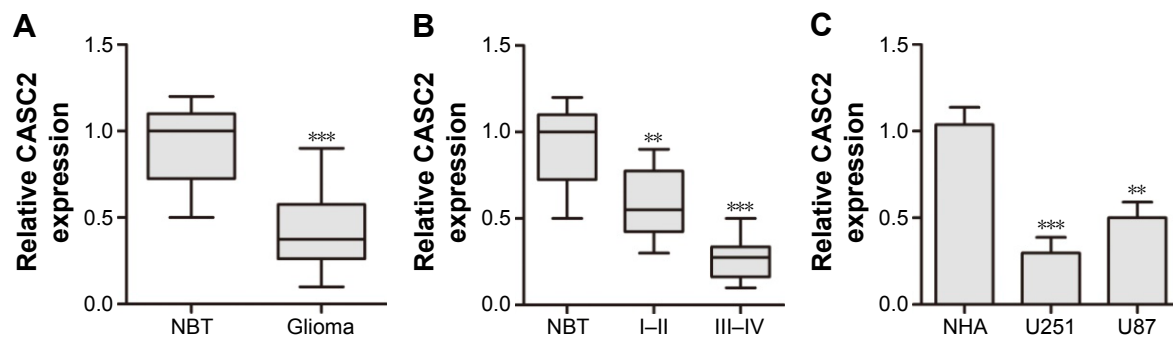 A
Relative CASC2
expression
1.5
1.0
0.5
0.0
***
NBT
Glioma
B
Relative CASC2
expression
1.5
1.0
0.5
0.0
**
***
NBT
I–II
III–IV
C
Relative CASC2
expression
1.5
1.0
0.5
0.0
***
**
NHA
U251
U87